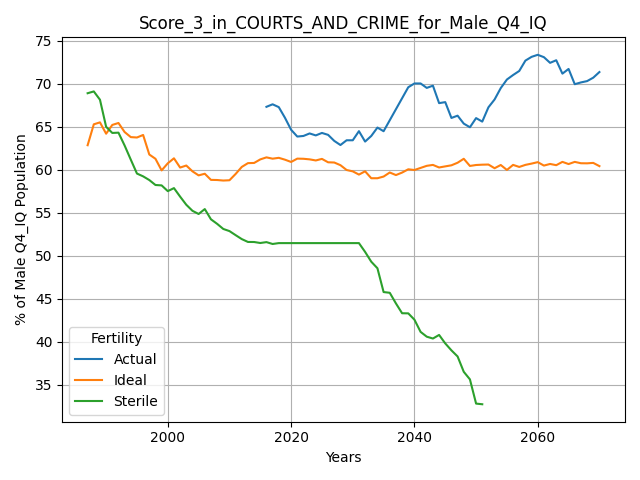 Score_3_in_COURTS_AND_CRIME_for_Male_Q4_IQ
% of Male Q4_IQ Population
75
70
65
60
55
50
45
40
35
Fertility
Actual
Ideal
Sterile
2000
2020
2040
2060
Years